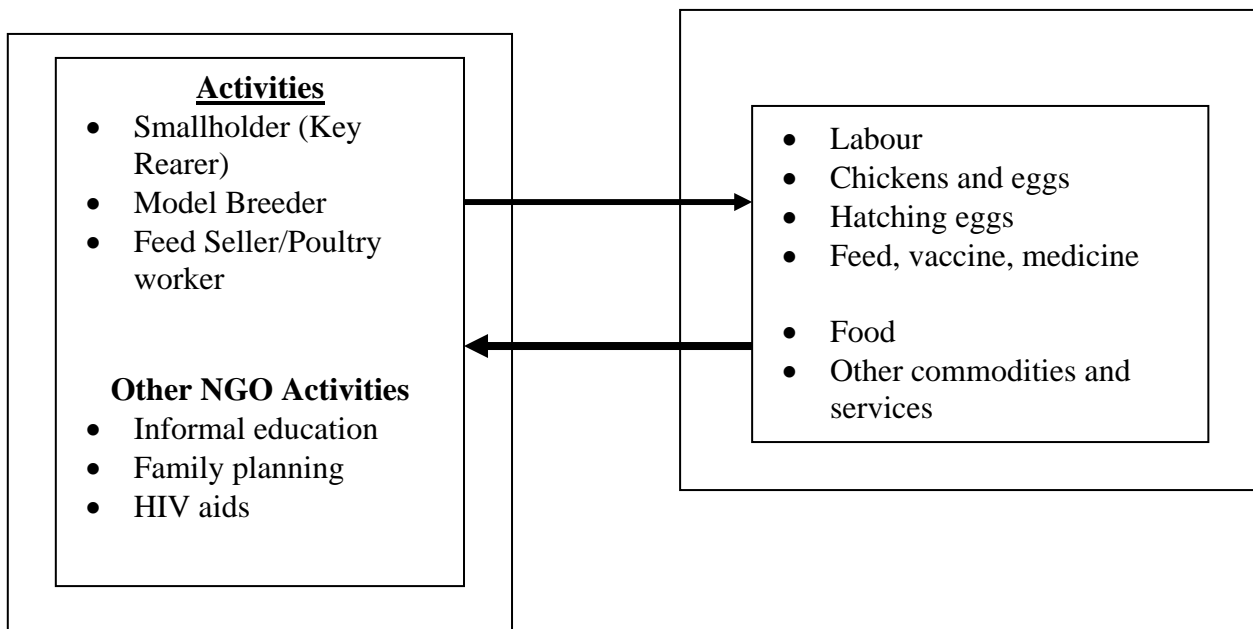 Activities
• Smallholder (Key
Rearer)
• Model Breeder
• Feed Seller/Poultry
worker
Other NGO Activities
• Informal education
• Family planning
• HIV aids
• Labour
• Chickens and eggs
• Hatching eggs
• Feed, vaccine, medicine
• Food
• Other commodities and
services